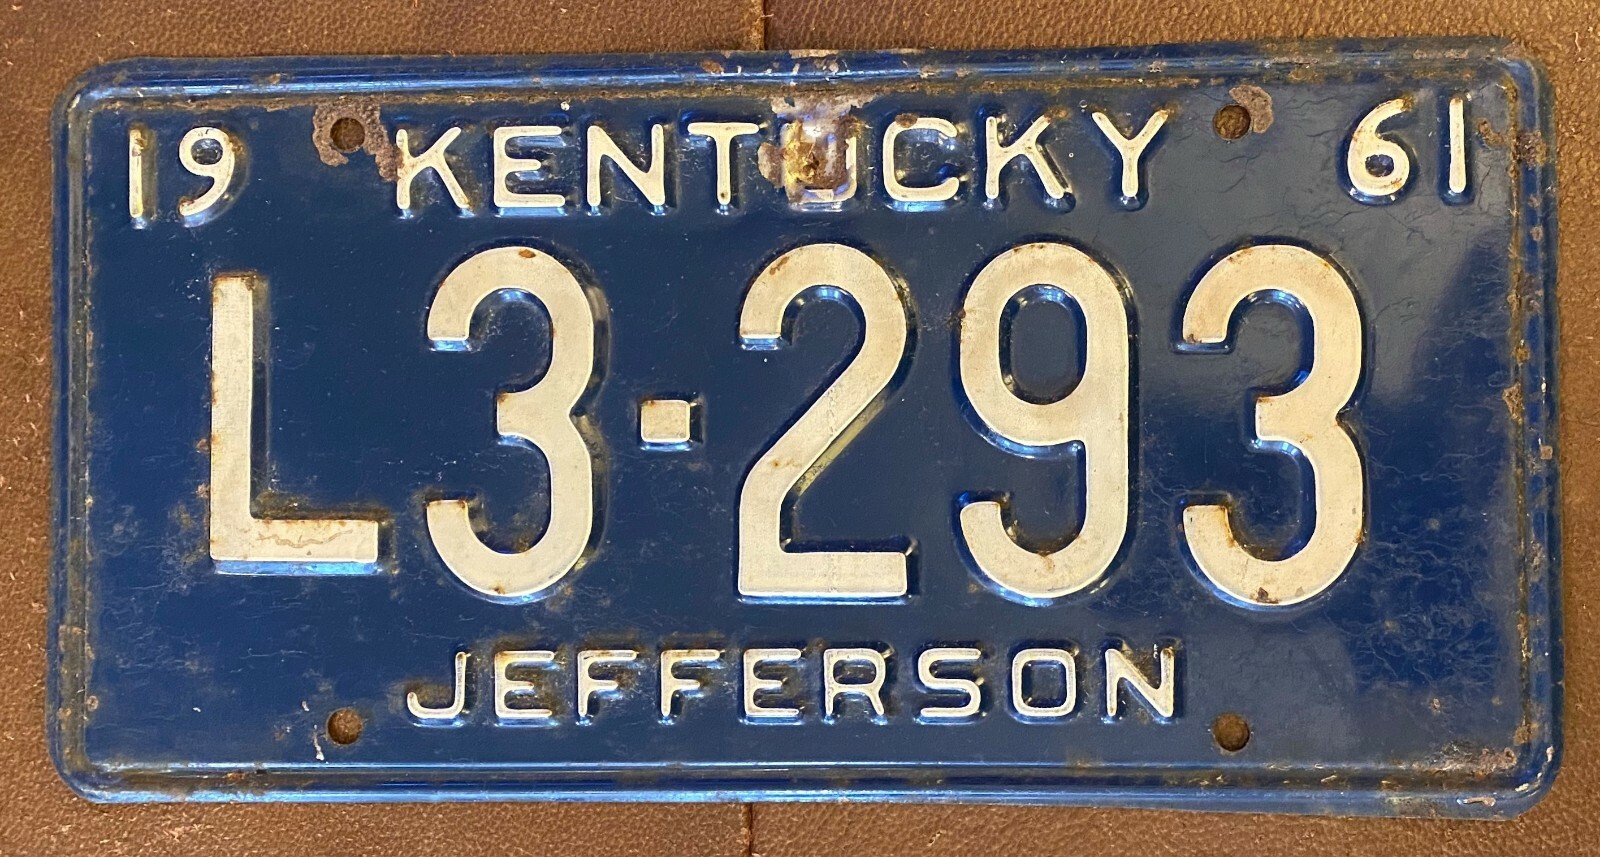 19 KENTUCKY 61
L3-293
JEFFERSON